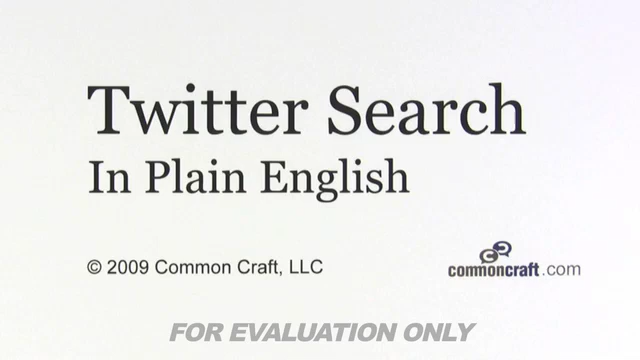 Twitter Search
In Plain English
© 2009 Common Craft, LLC
commoncraft.com
FOR EVALUATION ONLY